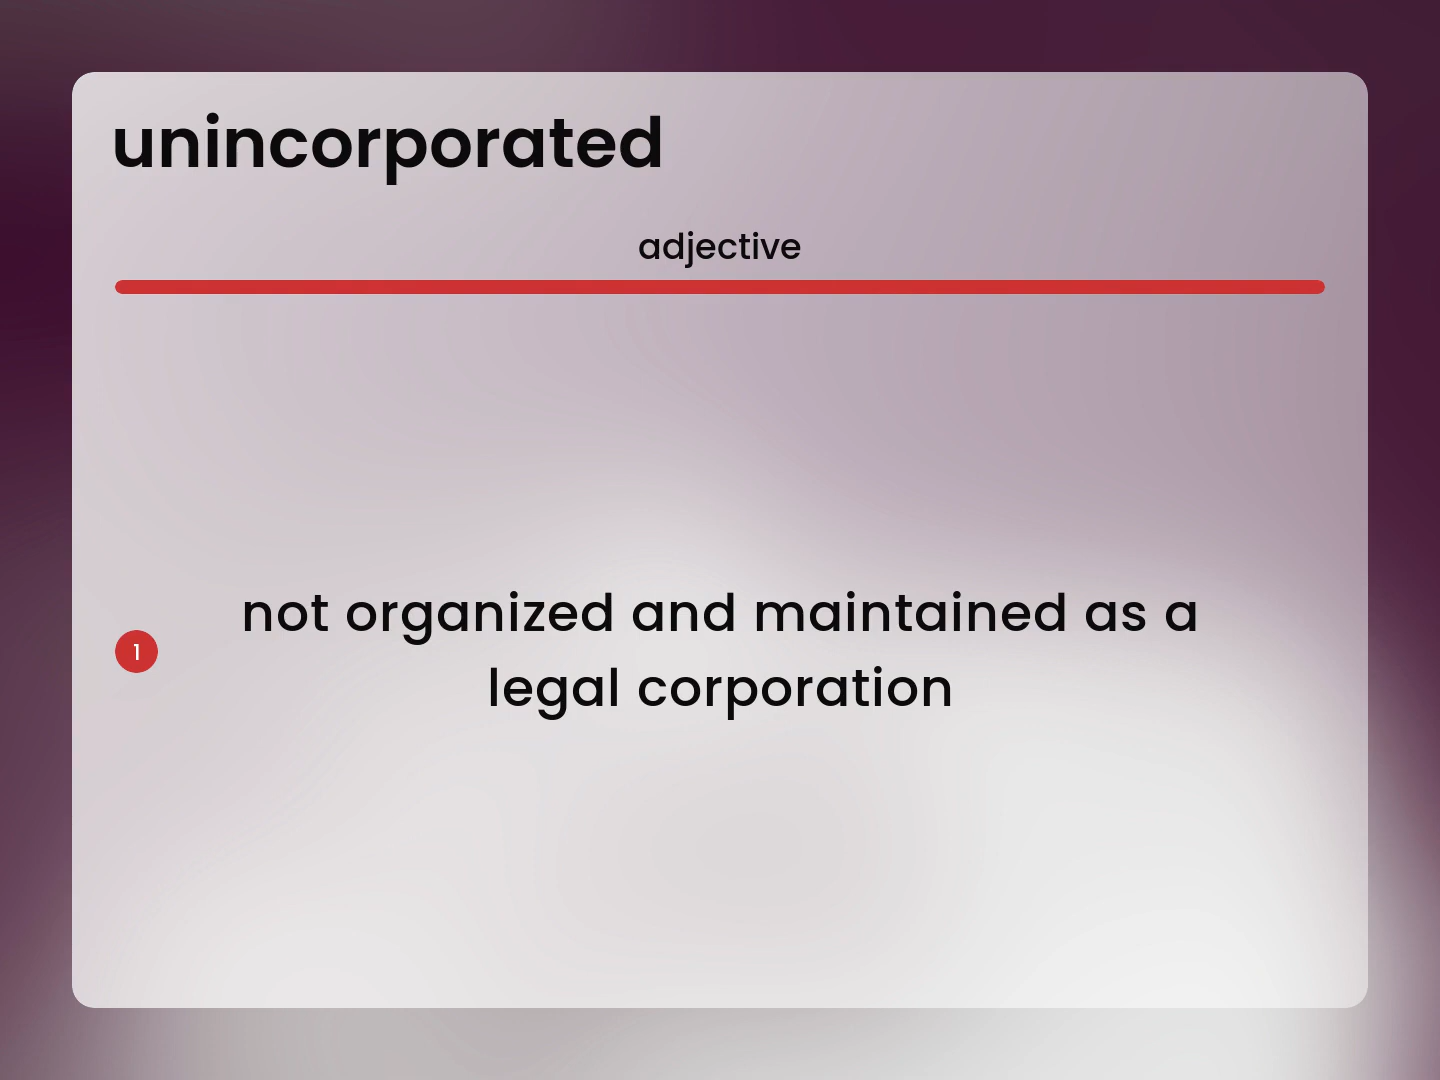 unincorporated
adjective
1
not organized and maintained as a
legal corporation